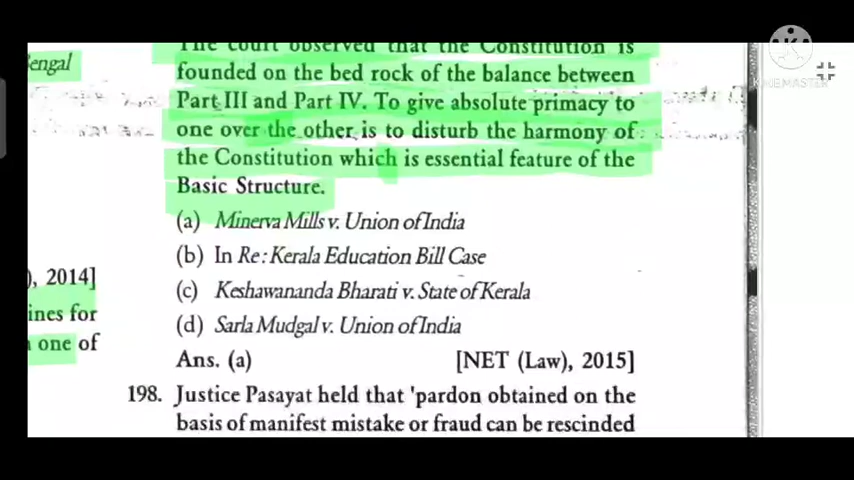 The court observed that the Constitution is
founded on the bed rock of the balance between
Part III and Part IV. To give absolute primacy to
one over the other is to disturb the harmony of
the Constitution which is essential feature of the
Basic Structure.
(a) Minerva Mills v. Union of India
(b) In Re : Kerala Education Bill Case
(c) Keshawananda Bharati v. State of Kerala
(d) Sarla Mudgal v. Union of India
Ans. (a) [NET (Law), 2015]
198. Justice Pasayat held that 'pardon obtained on the
basis of manifest mistake or fraud can be rescinded
engal
), 2014]
ines for
one of
KINEMASTER